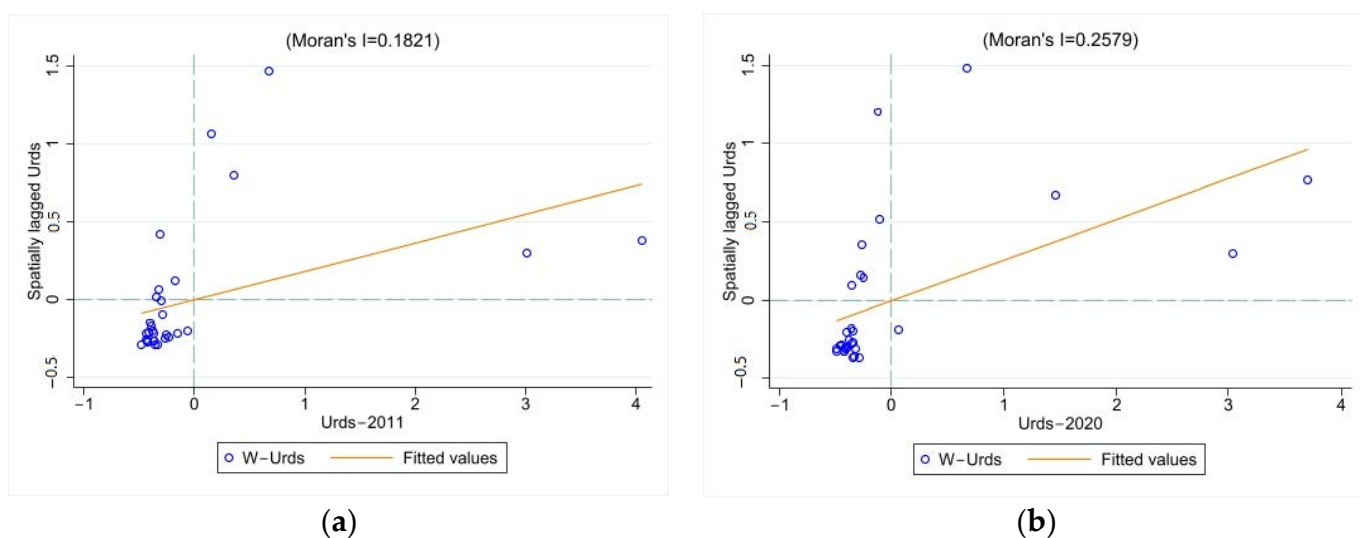 (Moran's I=0.1821)
Spatially lagged Urds
1.5
1
0.5
0
−0.5
−1
0
1
2
3
4
Urds−2011
W−Urds
Fitted values
(a)
(Moran's I=0.2579)
Spatially lagged Urds
1.5
1
0.5
0
−0.5
−1
0
1
2
3
4
Urds−2020
W−Urds
Fitted values
(b)